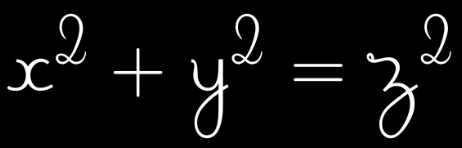 x² + y² = z²